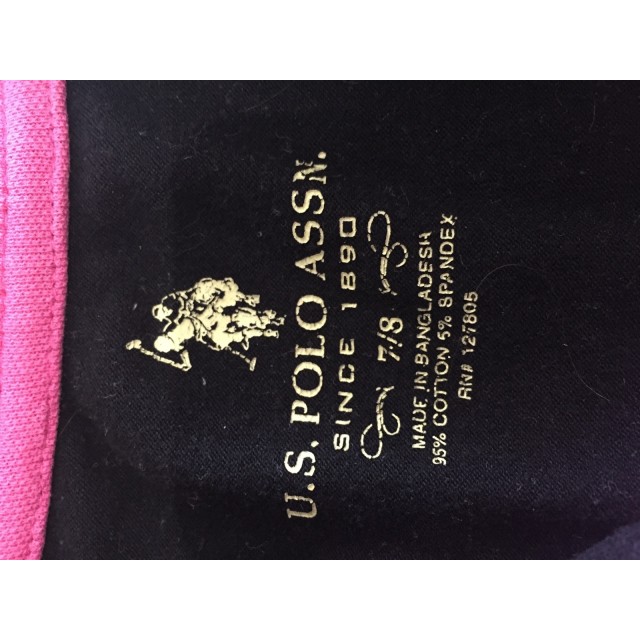 U.S. POLO ASSN.
SINCE 1890
7/8
MADE IN BANGLADESH
95% COTTON 5% SPANDEX
RN# 127805